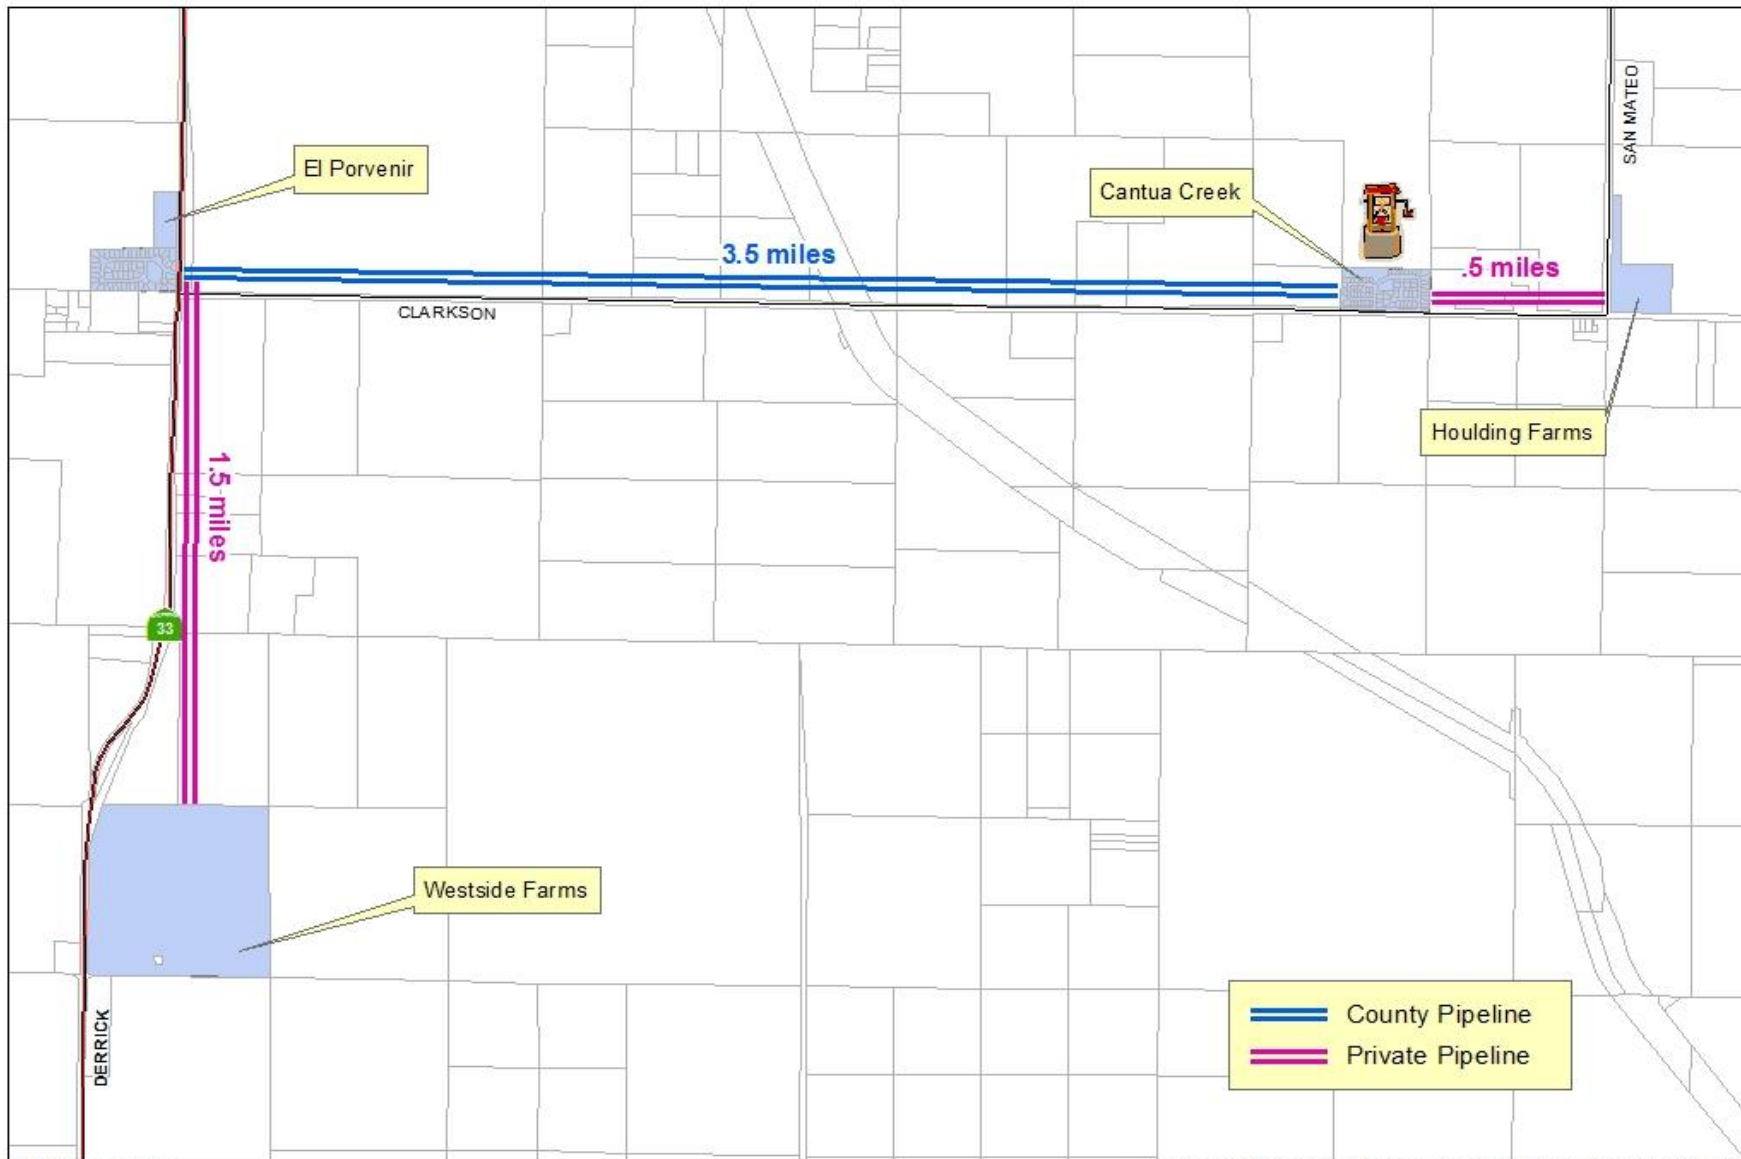 SAN MATEO
El Porvenir
Cantua Creek
3.5 miles
.5 miles
CLARKSON
Houlding Farms
1.5 miles
33
Westside Farms
County Pipeline
Private Pipeline
DERRICK